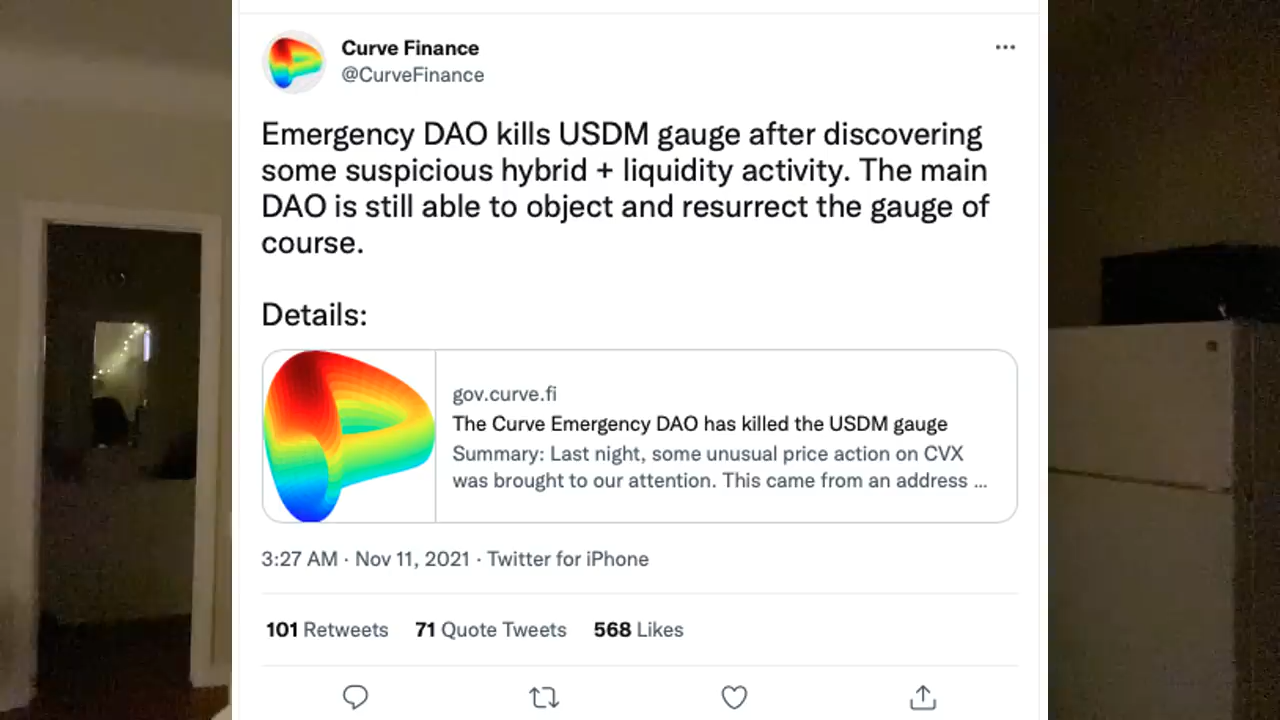 Curve Finance
@CurveFinance
Emergency DAO kills USDM gauge after discovering
some suspicious hybrid + liquidity activity. The main
DAO is still able to object and resurrect the gauge of
course.
Details:
gov.curve.fi
The Curve Emergency DAO has killed the USDM gauge
Summary: Last night, some unusual price action on CVX
was brought to our attention. This came from an address ...
3:27 AM · Nov 11, 2021 · Twitter for iPhone
101 Retweets 71 Quote Tweets 568 Likes